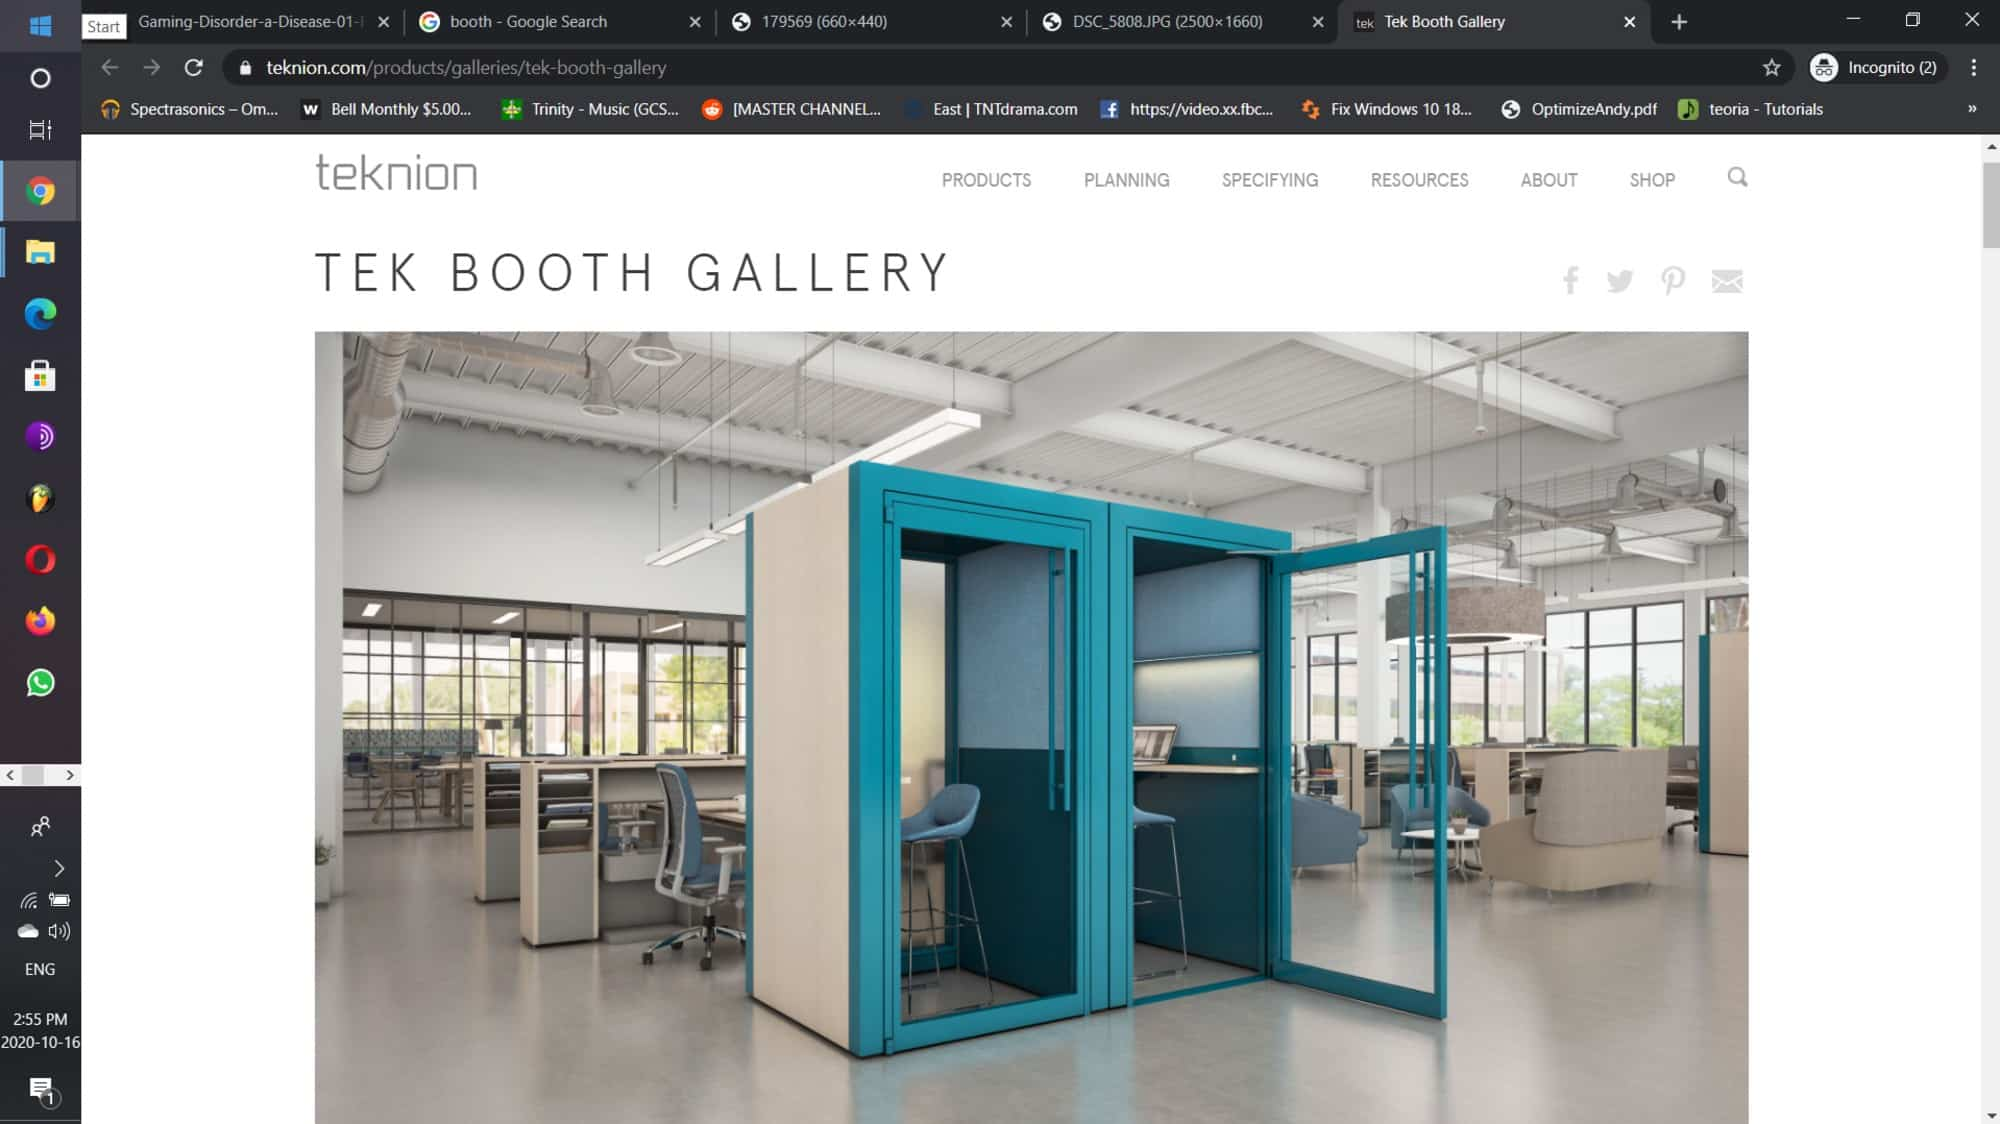 Start
Gaming-Disorder-a-Disease-01-
booth - Google Search
179569 (660×440)
DSC_5808.JPG (2500×1660)
tek
Tek Booth Gallery
teknion.com/products/galleries/tek-booth-gallery
Incognito (2)
Spectrasonics – Om...
W
Bell Monthly $5.00...
Trinity - Music (GCS...
[MASTER CHANNEL...
East | TNTdrama.com
https://video.xx.fbc...
Fix Windows 10 18...
OptimizeAndy.pdf
teoria - Tutorials
»
teknion
PRODUCTS
PLANNING
SPECIFYING
RESOURCES
ABOUT
SHOP
TEK BOOTH GALLERY
ENG
2:55 PM
2020-10-16
1